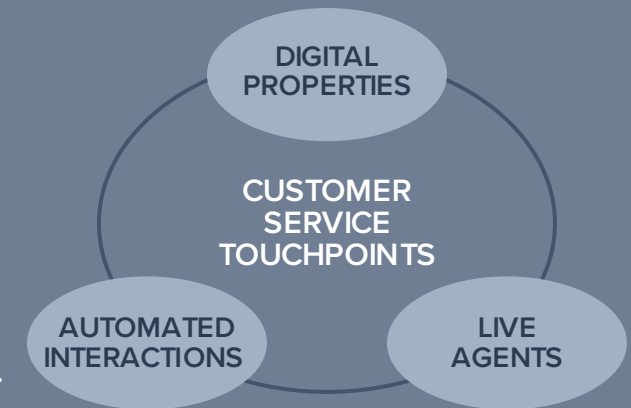 DIGITAL
PROPERTIES
CUSTOMER
SERVICE
TOUCHPOINTS
AUTOMATED
INTERACTIONS
LIVE
AGENTS